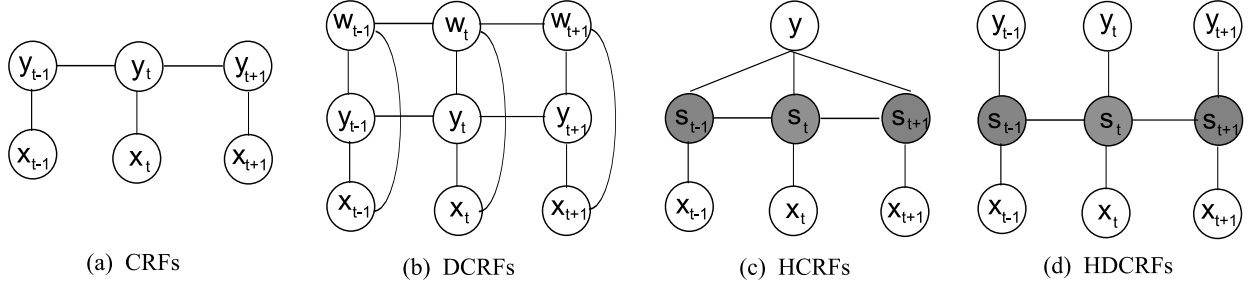 w_{t-1} w_t w_{t+1} y y_{t-1} y_t y_{t+1}
y_{t-1} y_t y_{t+1}
y_{t-1} y_t y_{t+1} s_{t-1} s_t s_{t+1} s_{t-1} s_t s_{t+1}
x_{t-1} x_t x_{t+1}
x_{t-1} x_t x_{t+1} x_{t-1} x_t x_{t+1} x_{t-1} x_t x_{t+1}
(a) CRFs (b) DCRFs (c) HCRFs (d) HDCRFs